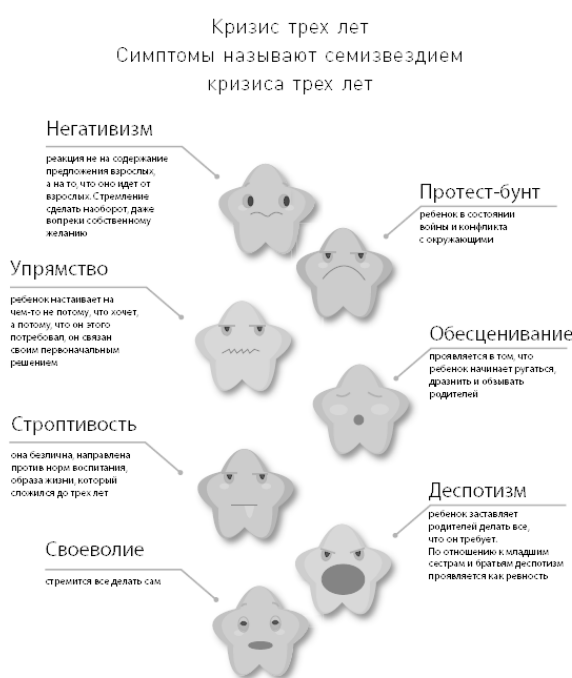 Кризис трех лет
Симптомы называют семизвездием
кризиса трех лет
Негативизм
реакция не на содержание
предложения взрослых,
а на то, что оно идет от
взрослых. Стремление
сделать наоборот, даже
вопреки собственному
желанию
Протест-бунт
ребенок в состоянии
войны и конфликта
с окружающими
Упрямство
ребенок настаивает на
чем-то не потому, что хочет,
а потому, что он этого
потребовал, он связан
своим первоначальным
решением
Обесценивание
проявляется в том, что
ребенок начинает ругаться,
дразнить и обзывать
родителей
Строптивость
она безлична, направлена
против норм воспитания,
образа жизни, который
сложился до трех лет
Деспотизм
ребенок заставляет
родителей делать все,
что он требует.
По отношению к младшим
сестрам и братьям деспотизм
проявляется как ревность
Своеволие
стремится все делать сам